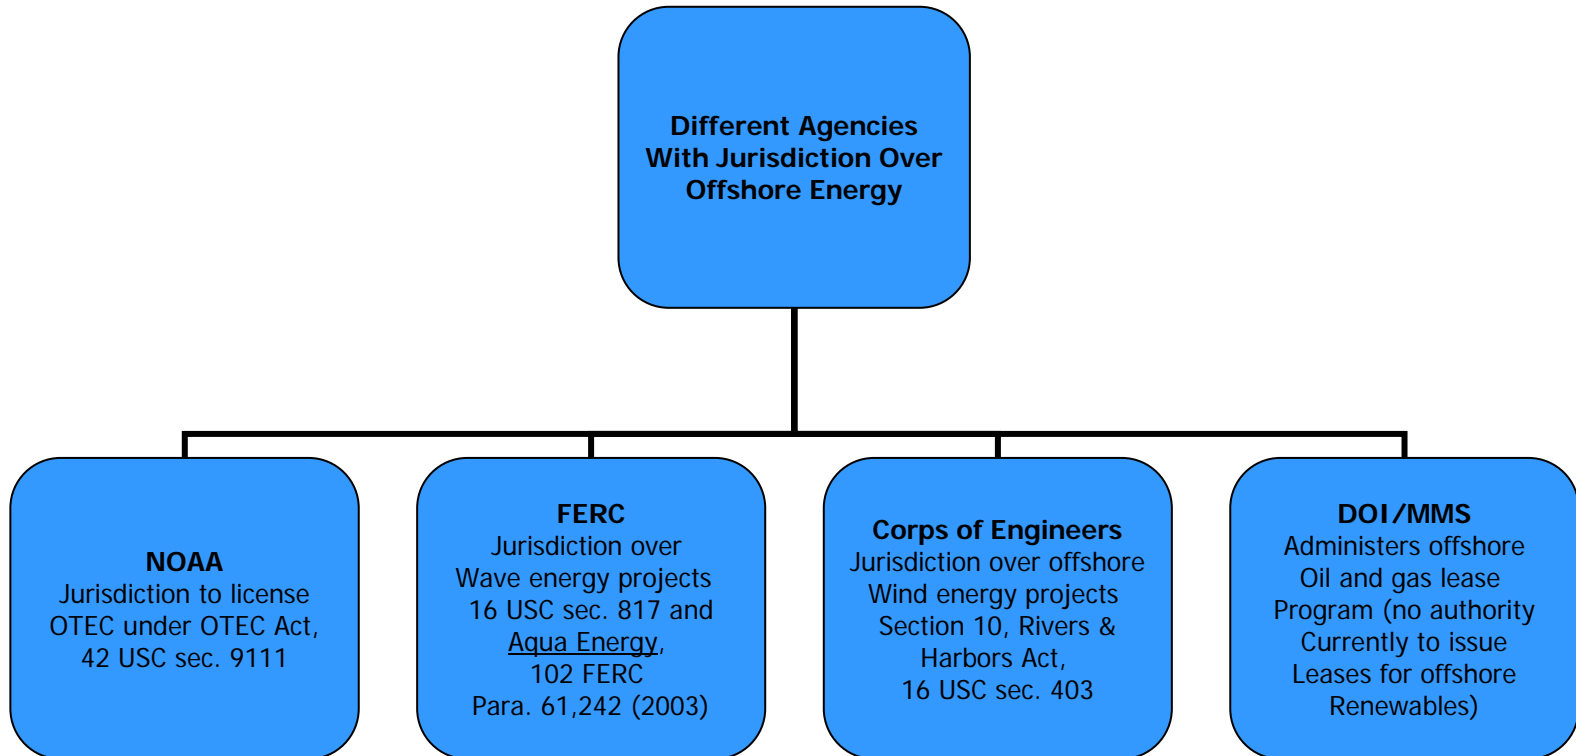 Different Agencies
With Jurisdiction Over
Offshore Energy
NOAA
Jurisdiction to license
OTEC under OTEC Act,
42 USC sec. 9111
FERC
Jurisdiction over
Wave energy projects
16 USC sec. 817 and
Aqua Energy,
102 FERC
Para. 61,242 (2003)
Corps of Engineers
Jurisdiction over offshore
Wind energy projects
Section 10, Rivers &
Harbors Act,
16 USC sec. 403
DOI/MMS
Administers offshore
Oil and gas lease
Program (no authority
Currently to issue
Leases for offshore
Renewables)